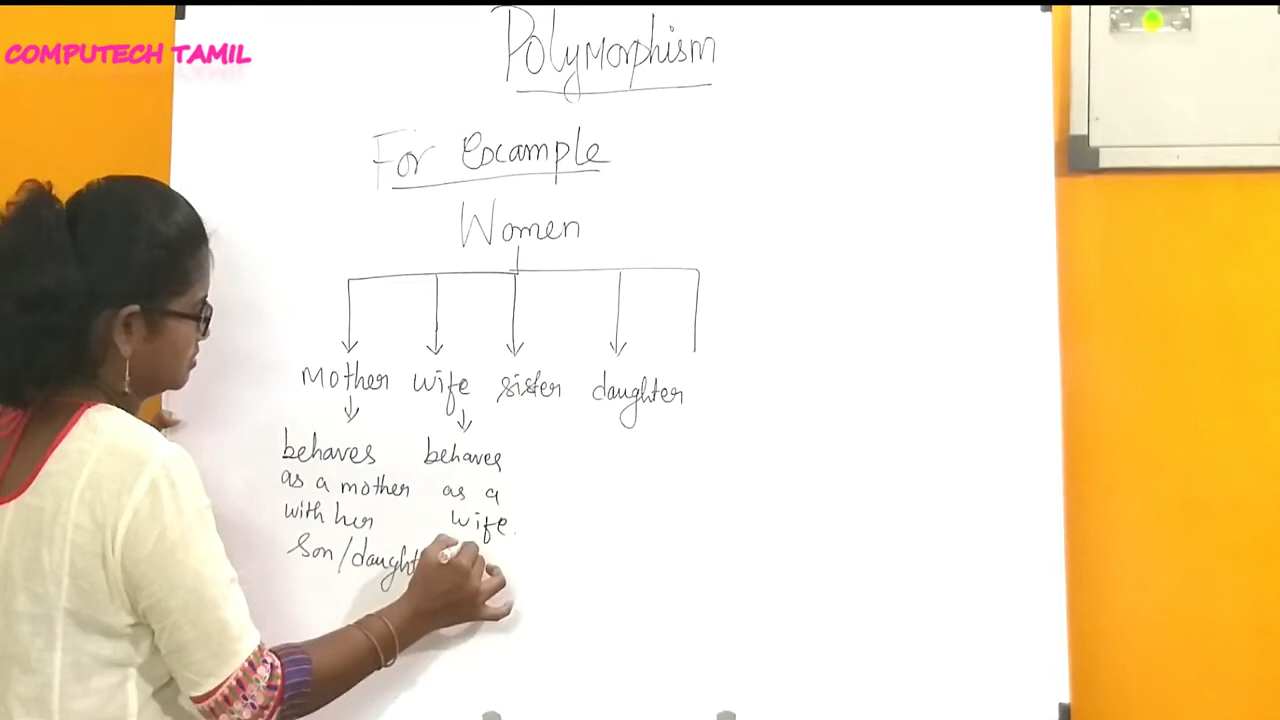 COMPUTECH TAMIL
Polymorphism
For example
Women
Mother wife sister daughter
behaves
as a mother
with her
son/daught
behaves
as a
wife.